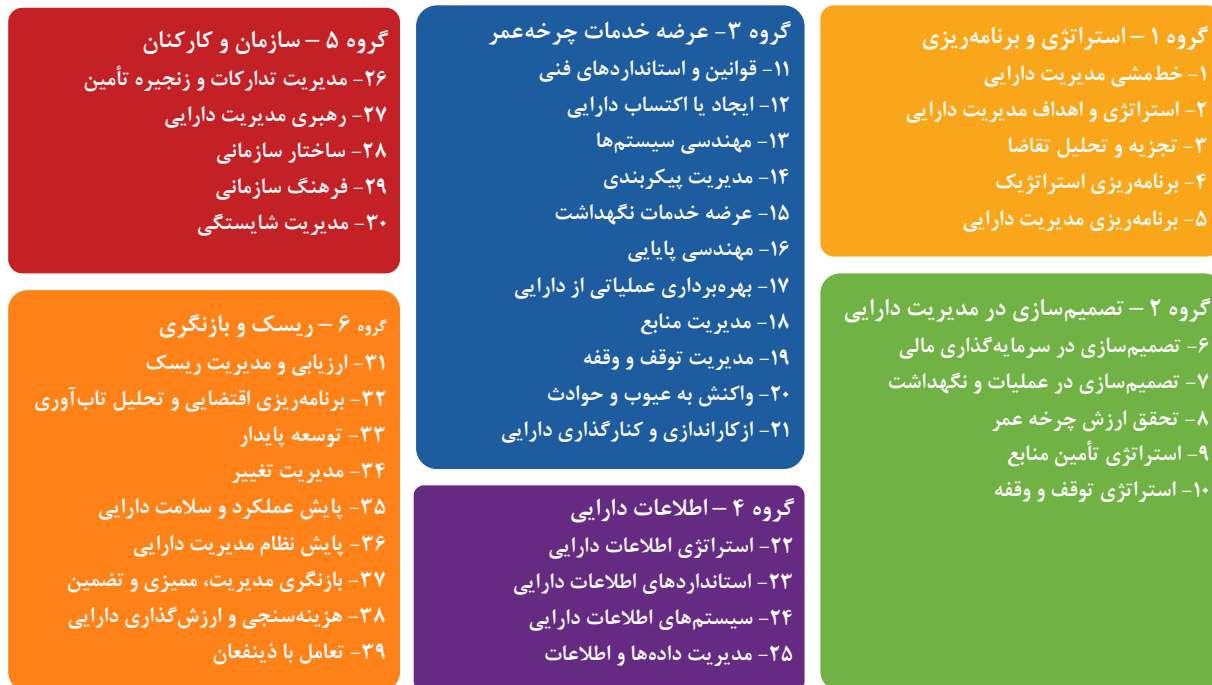 گروه ۱ – استراتژی و برنامه‌ریزی
۱- خط‌مشی مدیریت دارایی
۲- استراتژی و اهداف مدیریت دارایی
۳- تجزیه و تحلیل تقاضا
۴- برنامه‌ریزی استراتژیک
۵- برنامه‌ریزی مدیریت دارایی
گروه ۲ – تصمیم‌سازی در مدیریت دارایی
۶- تصمیم‌سازی در سرمایه‌گذاری مالی
۷- تصمیم‌سازی در عملیات و نگهداشت
۸- تحقق ارزش چرخه عمر
۹- استراتژی تأمین منابع
۱۰- استراتژی توقف و وقفه
گروه ۳- عرضه خدمات چرخه‌عمر
۱۱- قوانین و استانداردهای فنی
۱۲- ایجاد یا اکتساب دارایی
۱۳- مهندسی سیستم‌ها
۱۴- مدیریت پیکربندی
۱۵- عرضه خدمات نگهداشت
۱۶- مهندسی پایایی
۱۷- بهره‌برداری عملیاتی از دارایی
۱۸- مدیریت منابع
۱۹- مدیریت توقف و وقفه
۲۰- واکنش به عیوب و حوادث
۲۱- ازکاراندازی و کنارگذاری دارایی
گروه ۴ – اطلاعات دارایی
۲۲- استراتژی اطلاعات دارایی
۲۳- استانداردهای اطلاعات دارایی
۲۴- سیستم‌های اطلاعات دارایی
۲۵- مدیریت داده‌ها و اطلاعات
گروه ۵ – سازمان و کارکنان
۲۶- مدیریت تدارکات و زنجیره تأمین
۲۷- رهبری مدیریت دارایی
۲۸- ساختار سازمانی
۲۹- فرهنگ سازمانی
۳۰- مدیریت شایستگی
گروه ۶ – ریسک و بازنگری
۳۱- ارزیابی و مدیریت ریسک
۳۲- برنامه‌ریزی اقتضایی و تحلیل تاب‌آوری
۳۳- توسعه پایدار
۳۴- مدیریت تغییر
۳۵- پایش عملکرد و سلامت دارایی
۳۶- پایش نظام مدیریت دارایی
۳۷- بازنگری مدیریت، ممیزی و تضمین
۳۸- هزینه‌سنجی و ارزش‌گذاری دارایی
۳۹- تعامل با ذینفعان